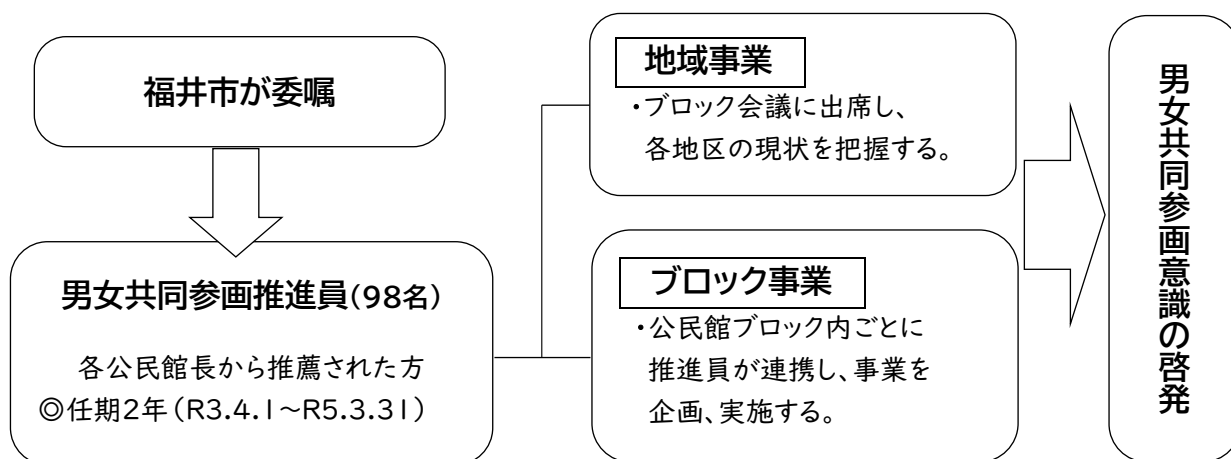 福井市が委嘱
男女共同参画推進員(98名)
各公民館長から推薦された方
◎任期2年(R3.4.1～R5.3.31)
地域事業
・ブロック会議に出席し、
各地区の現状を把握する。
ブロック事業
・公民館ブロック内ごとに
推進員が連携し、事業を
企画、実施する。
男女共同参画意識の啓発